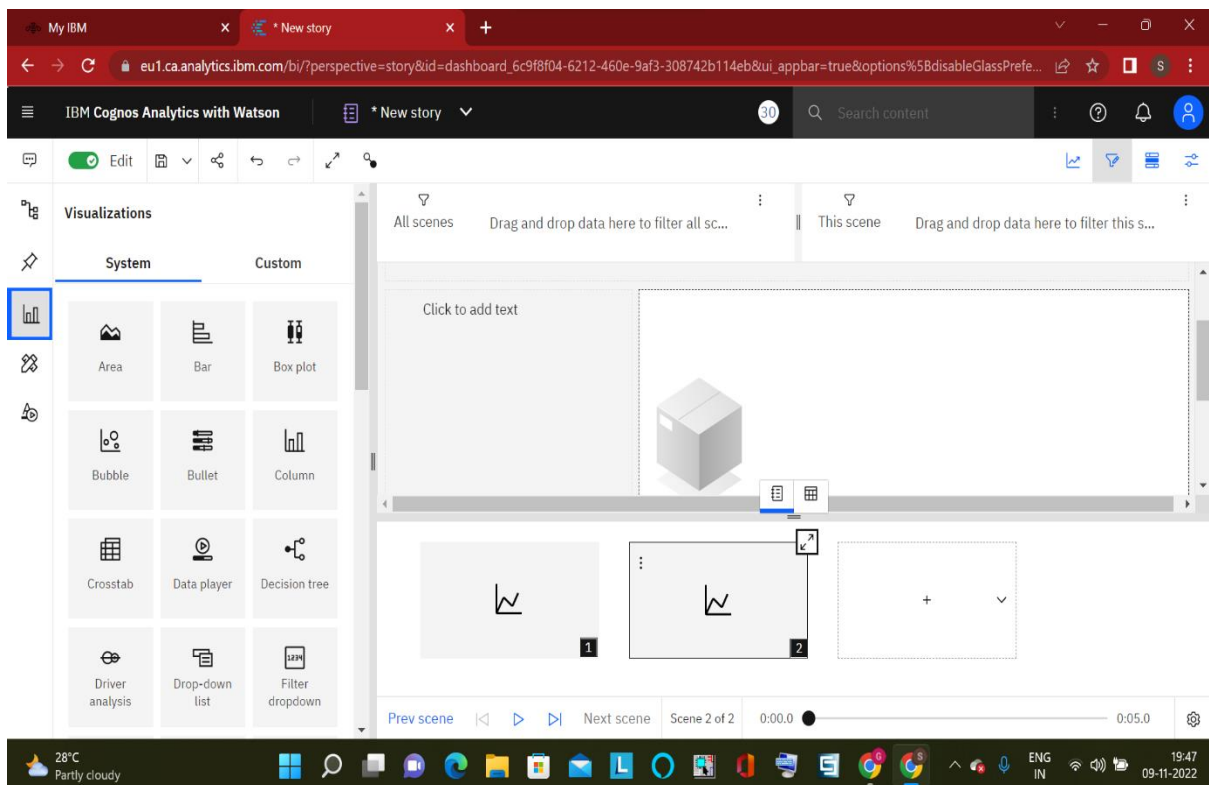 My IBM
* New story
eu1.ca.analytics.ibm.com/bi/?perspective=story&id=dashboard_6c9f8f04-6212-460e-9af3-308742b114eb&ui_appbar=true&options%5BdisableGlassPrefe...
S
IBM Cognos Analytics with Watson
* New story
30
Search content
Edit
Visualizations
System
Custom
All scenes
Drag and drop data here to filter all sc...
This scene
Drag and drop data here to filter this s...
Click to add text
Area
Bar
Box plot
Bubble
Bullet
Column
Crosstab
Data player
Decision tree
Driver
analysis
Drop-down
list
1234
Filter
dropdown
1
2
Prev scene
Next scene
Scene 2 of 2
0:00.0
0:05.0
28°C
Partly cloudy
L
S
G
S
ENG
IN
19:47
09-11-2022